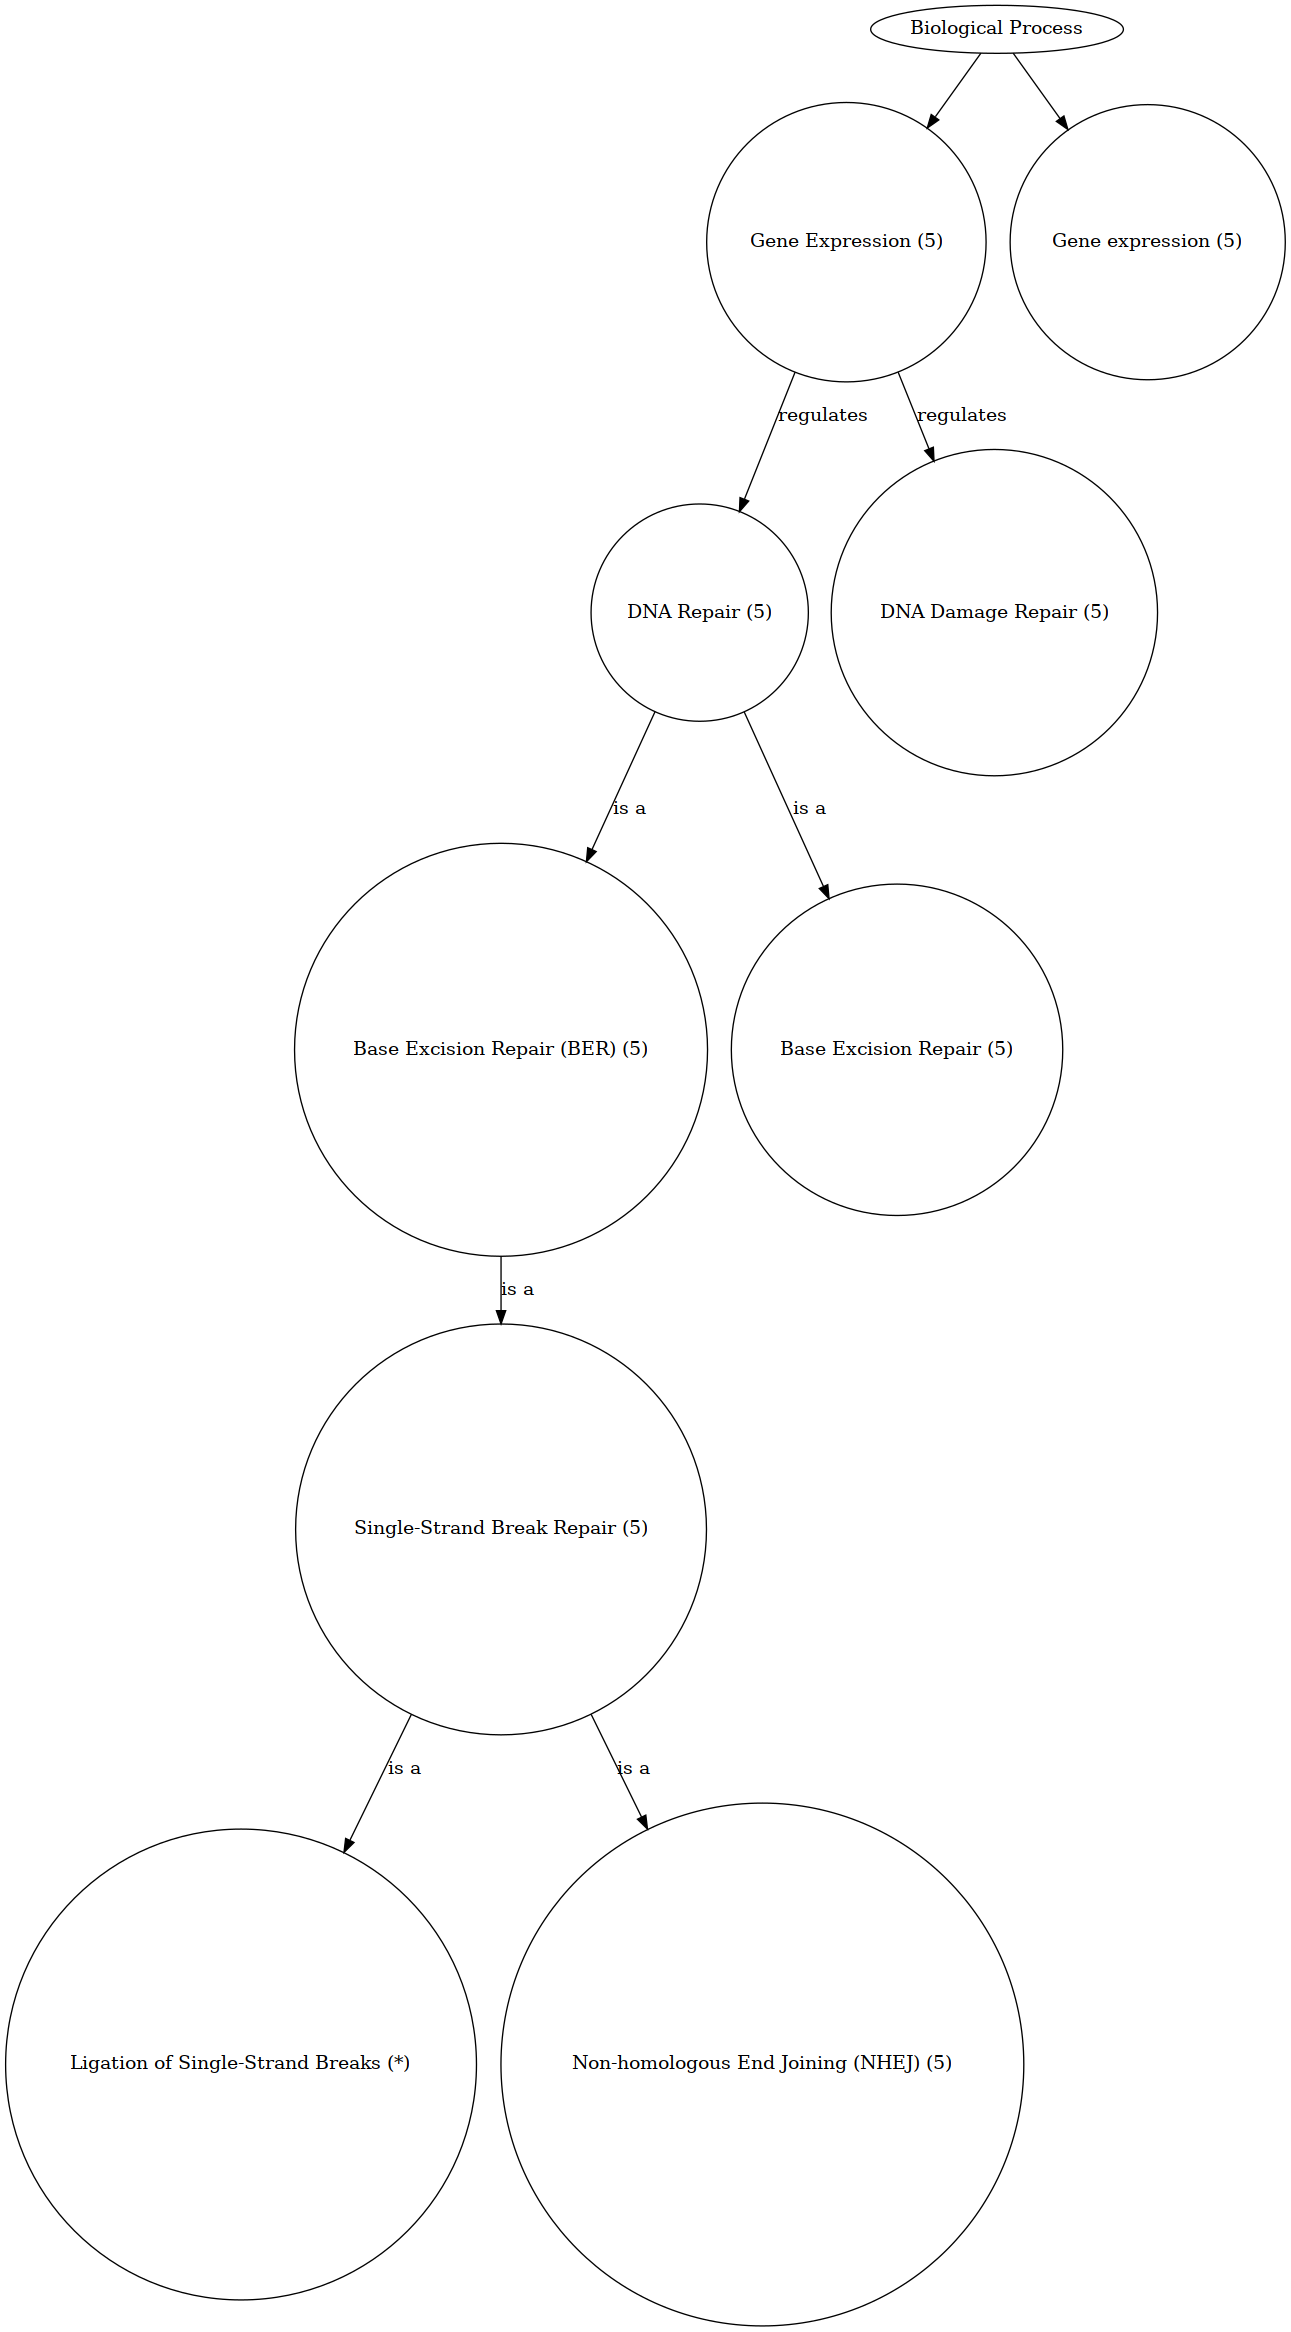 Biological Process
Gene Expression (5)
Gene expression (5)
regulates
regulates
DNA Repair (5)
DNA Damage Repair (5)
is a
is a
Base Excision Repair (BER) (5)
Base Excision Repair (5)
is a
Single-Strand Break Repair (5)
is a
is a
Ligation of Single-Strand Breaks (*)
Non-homologous End Joining (NHEJ) (5)